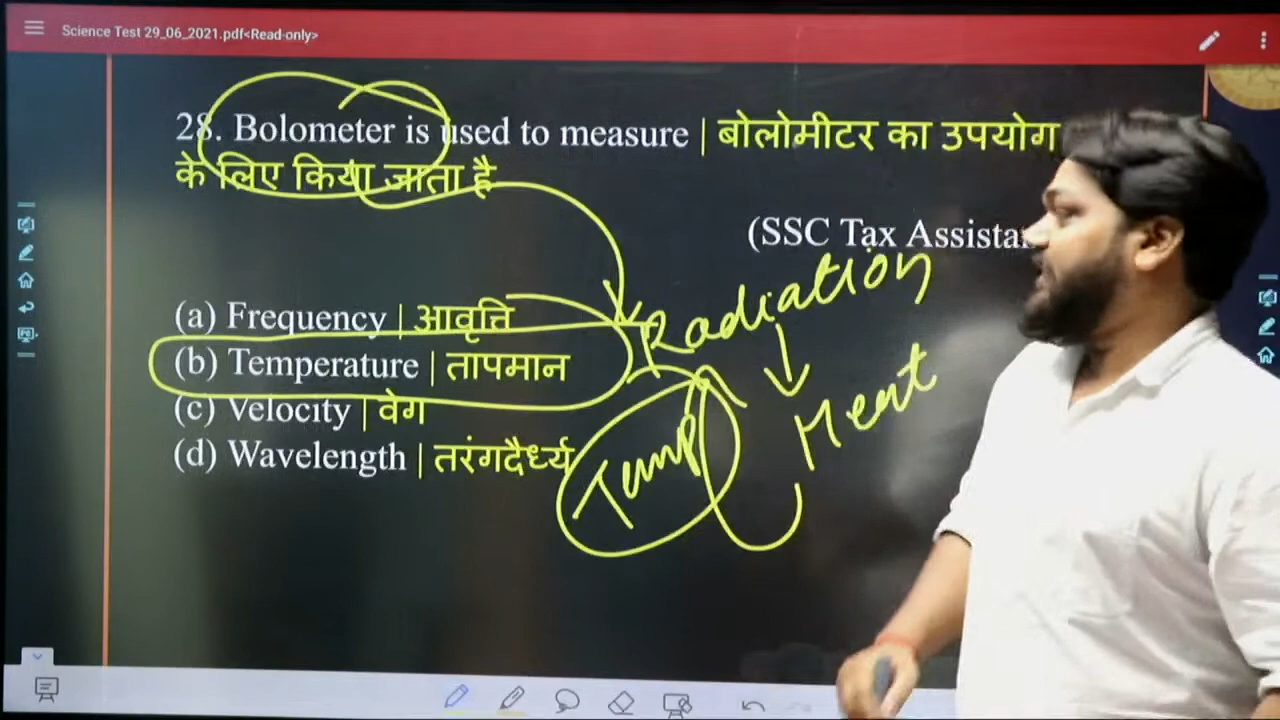 Science Test 29_06_2021.pdf<Read-only>
28. Bolometer is used to measure | बोलोमीटर का उपयोग
के लिए किया जाता है
(SSC Tax Assistan
Radiation
(a) Frequency | आवृत्ति
(b) Temperature | तापमान
Heat
(c) Velocity | वेग
Temp
(d) Wavelength | तरंगदैर्ध्य